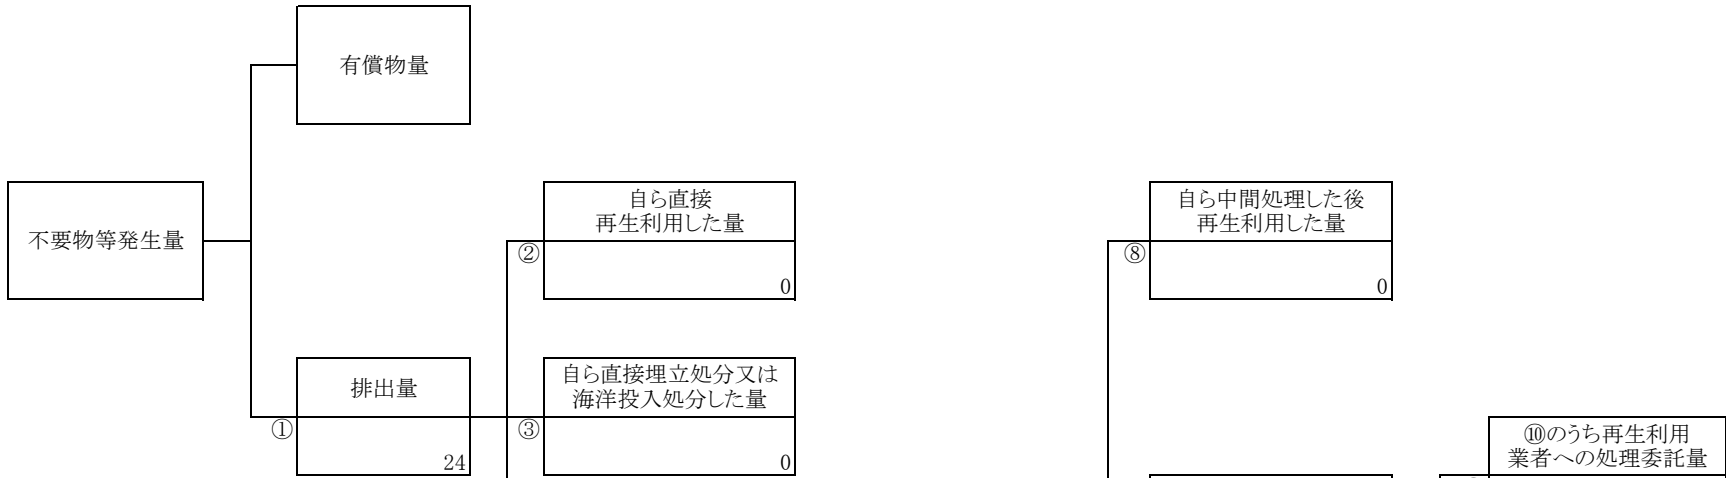 有償物量
不要物等発生量
自ら直接
再生利用した量
②
0
自ら中間処理した後
再生利用した量
⑧
0
排出量
①
24
自ら直接埋立処分又は
海洋投入処分した量
③
0
⑩のうち再生利用
業者への処理委託量